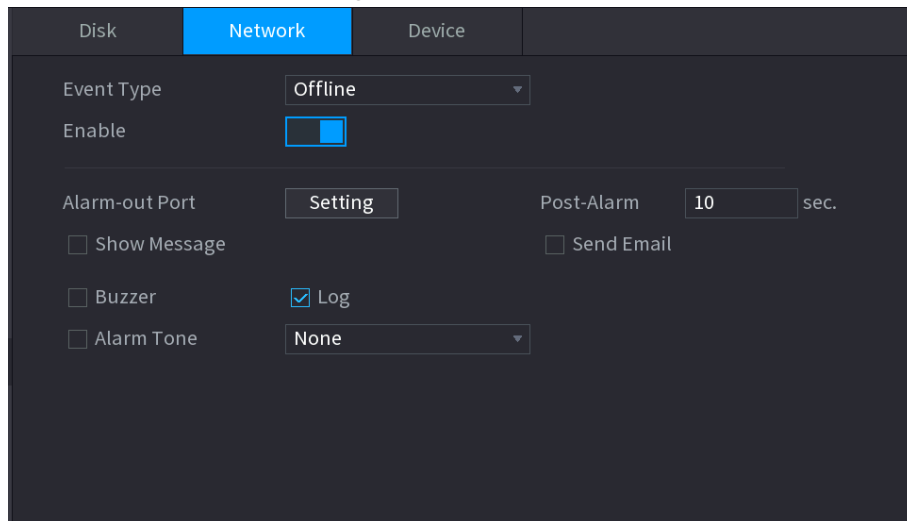 Disk Network Device
Event Type Offline
Enable
Alarm-out Port Setting Post-Alarm 10 sec.
Show Message Send Email
Buzzer Log
Alarm Tone None